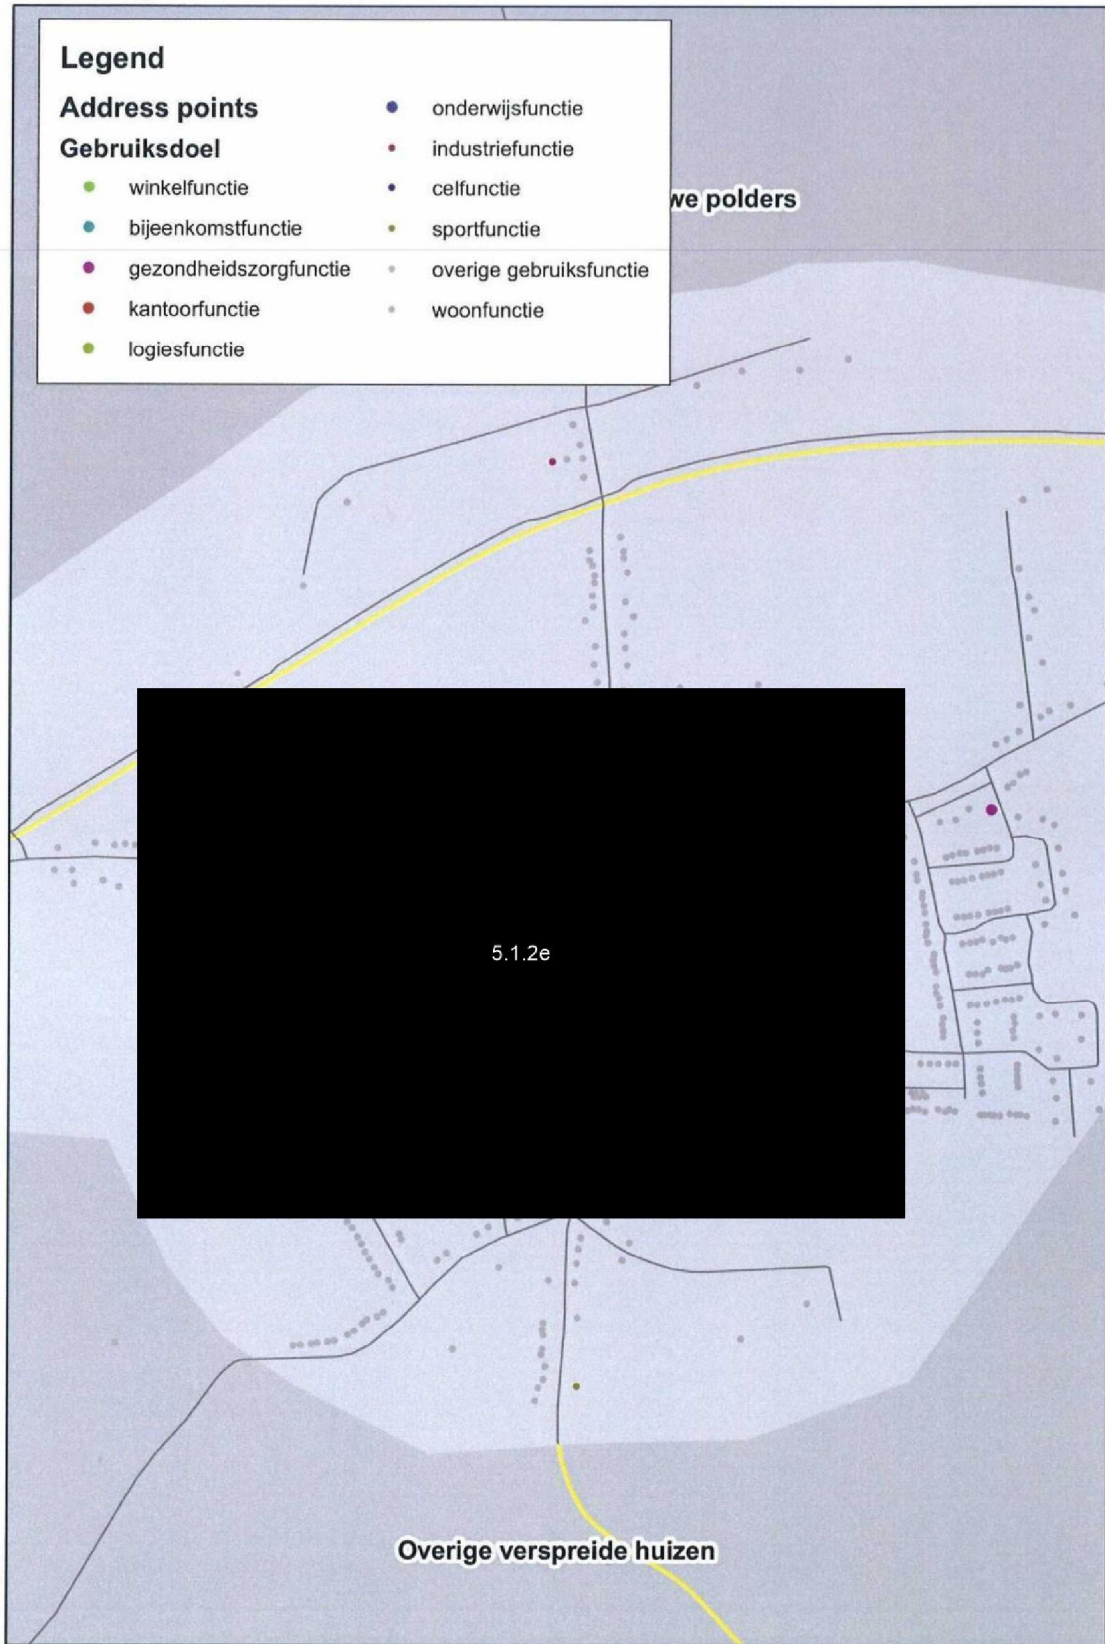 Legend
Address points
Gebruiksdoel
winkelfunctie
bijeenkomstfunctie
gezondheidszorgfunctie
kantoorfunctie
logiesfunctie
onderwijsfunctie
industriefunctie
celfunctie
sportfunctie
overige gebruiksfunctie
woonfunctie
we polders
5.1.2e
Overige verspreide huizen